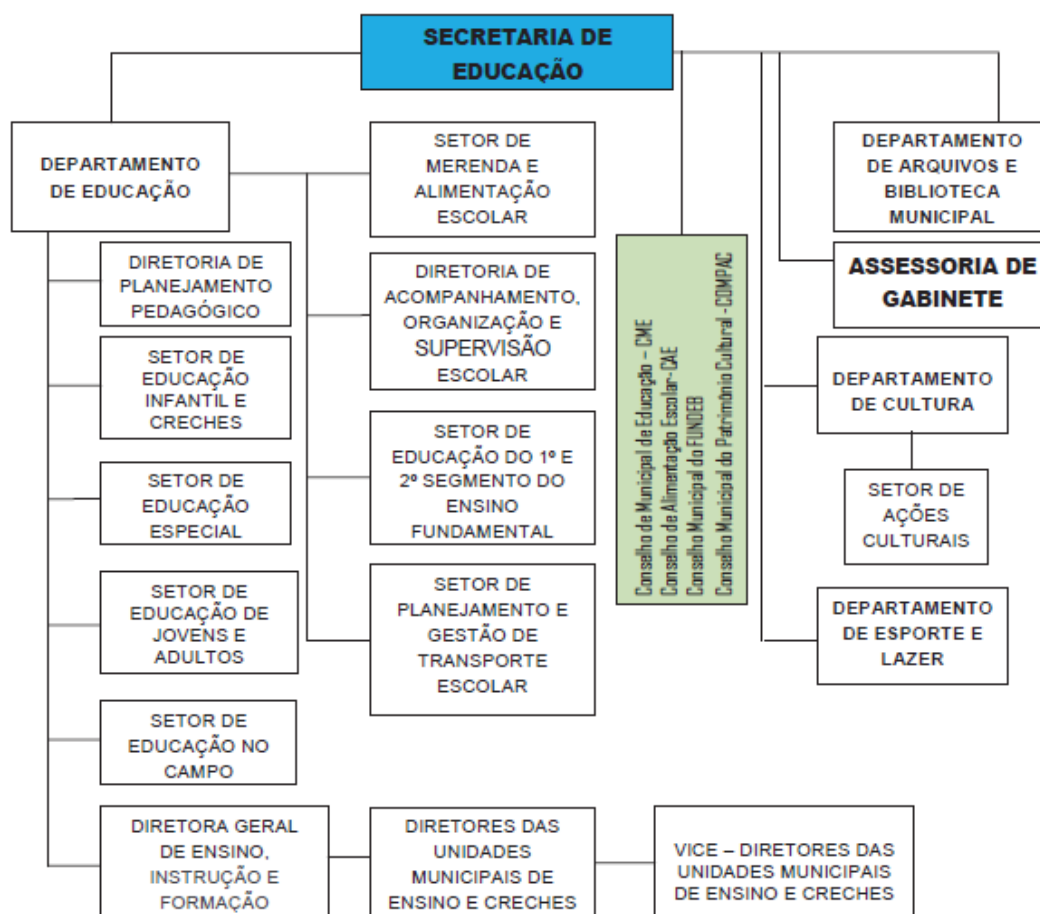 SECRETARIA DE
EDUCAÇÃO
DEPARTAMENTO
DE EDUCAÇÃO
SETOR DE
MERENDA E
ALIMENTAÇÃO
ESCOLAR
DEPARTAMENTO
DE ARQUIVOS E
BIBLIOTECA
MUNICIPAL
DIRETORIA DE
PLANEJAMENTO
PEDAGÓGICO
DIRETORIA DE
ACOMPANHAMENTO,
ORGANIZAÇÃO E
SUPERVISÃO
ESCOLAR
Conselho de Municipal de Educação – CME
Conselho de Alimentação Escolar-CAE
Conselho Municipal do FUNDEB
Conselho Municipal do Patrimônio Cultural - COMPAC
ASSESSORIA DE
GABINETE
SETOR DE
EDUCAÇÃO
INFANTIL E
CRECHES
DEPARTAMENTO
DE CULTURA
SETOR DE
EDUCAÇÃO
ESPECIAL
SETOR DE
EDUCAÇÃO DO 1º E
2º SEGMENTO DO
ENSINO
FUNDAMENTAL
SETOR DE
AÇÕES
CULTURAIS
SETOR DE
EDUCAÇÃO DE
JOVENS E
ADULTOS
SETOR DE
PLANEJAMENTO E
GESTÃO DE
TRANSPORTE
ESCOLAR
DEPARTAMENTO
DE ESPORTE E
LAZER
SETOR DE
EDUCAÇÃO NO
CAMPO
DIRETORA GERAL
DE ENSINO,
INSTRUÇÃO E
FORMAÇÃO
DIRETORES DAS
UNIDADES
MUNICIPAIS DE
ENSINO E CRECHES
VICE – DIRETORES DAS
UNIDADES MUNICIPAIS
DE ENSINO E CRECHES